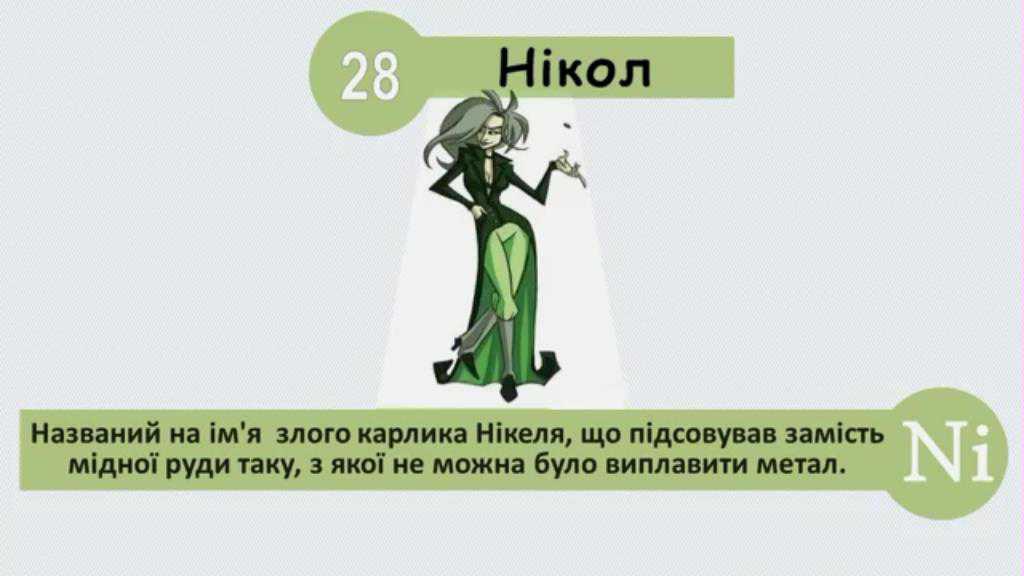 28
Нікол
Названий на ім'я злого карлика Нікеля, що підсовував замість
мідної руди таку, з якої не можна було виплавити метал.
Ni